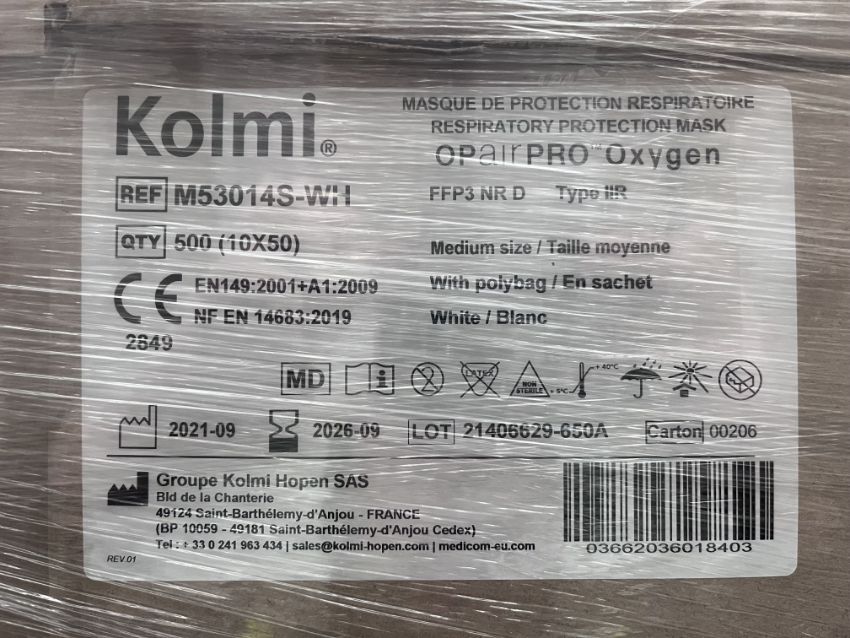 Kolmi®
MASQUE DE PROTECTION RESPIRATOIRE
RESPIRATORY PROTECTION MASK
OPairPRO™ Oxygen
REF M53014S-WH
FFP3 NR D Type IIR
QTY 500 (10X50)
Medium size / Taille moyenne
CE EN149:2001+A1:2009
With polybag / En sachet
NF EN 14683:2019
White / Blanc
2849
MD
2
LATEX
NON STERILE
+ 5°C
+ 40°C
2021-09
2026-09
LOT 21406629-650A
Carton 00206
Groupe Kolmi Hopen SAS
Bld de la Chanterie
49124 Saint-Barthélemy-d'Anjou - FRANCE
(BP 10059 - 49181 Saint-Barthélemy-d'Anjou Cedex)
Tel : + 33 0 241 963 434 | sales@kolmi-hopen.com | medicom-eu.com
03662036018403
REV.01